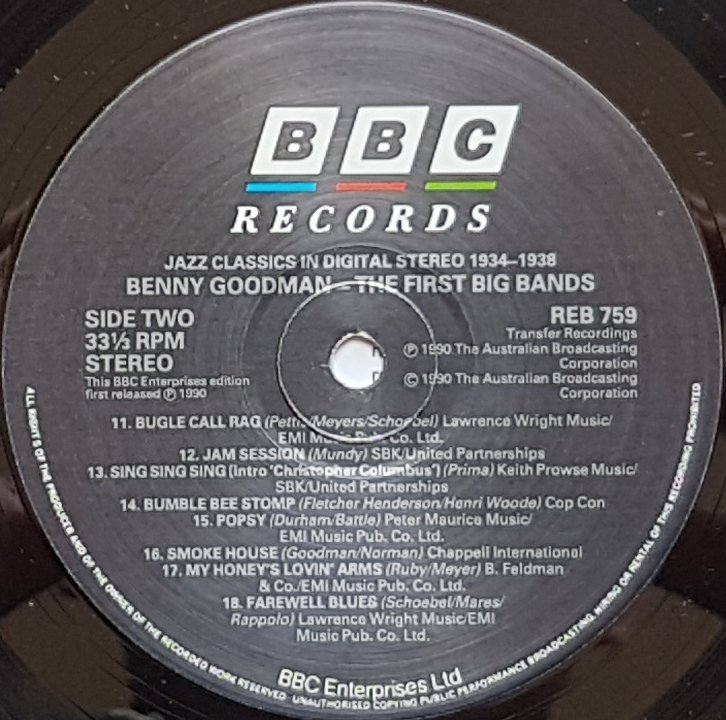 BBC
RECORDS
JAZZ CLASSICS IN DIGITAL STEREO 1934–1938
BENNY GOODMAN – THE FIRST BIG BANDS
SIDE TWO
33⅓ RPM
STEREO
This BBC Enterprises edition
first released ℗ 1990
REB 759
Transfer Recordings
℗ 1990 The Australian Broadcasting
Corporation
© 1990 The Australian Broadcasting
Corporation
11. BUGLE CALL RAG (Pettis/Meyers/Schoebel) Lawrence Wright Music/
EMI Music Pub. Co. Ltd.
12. JAM SESSION (Mundy) SBK/United Partnerships
13. SING SING SING (Intro 'Christopher Columbus') (Prima) Keith Prowse Music/
SBK/United Partnerships
14. BUMBLE BEE STOMP (Fletcher Henderson/Henri Woode) Cop Con
15. POPSY (Durham/Battle) Peter Maurice Music/
EMI Music Pub. Co. Ltd.
16. SMOKE HOUSE (Goodman/Norman) Chappell International
17. MY HONEY'S LOVIN' ARMS (Ruby/Meyer) B. Feldman
& Co./EMI Music Pub. Co. Ltd.
18. FAREWELL BLUES (Schoebel/Mares/
Rappolo) Lawrence Wright Music/EMI
Music Pub. Co. Ltd.
BBC Enterprises Ltd
ALL RIGHTS OF THE PRODUCER AND OF THE OWNER OF THE RECORDED WORK RESERVED · UNAUTHORISED COPYING PUBLIC PERFORMANCE BROADCASTING HIRING OR RENTAL OF THIS RECORDING PROHIBITED